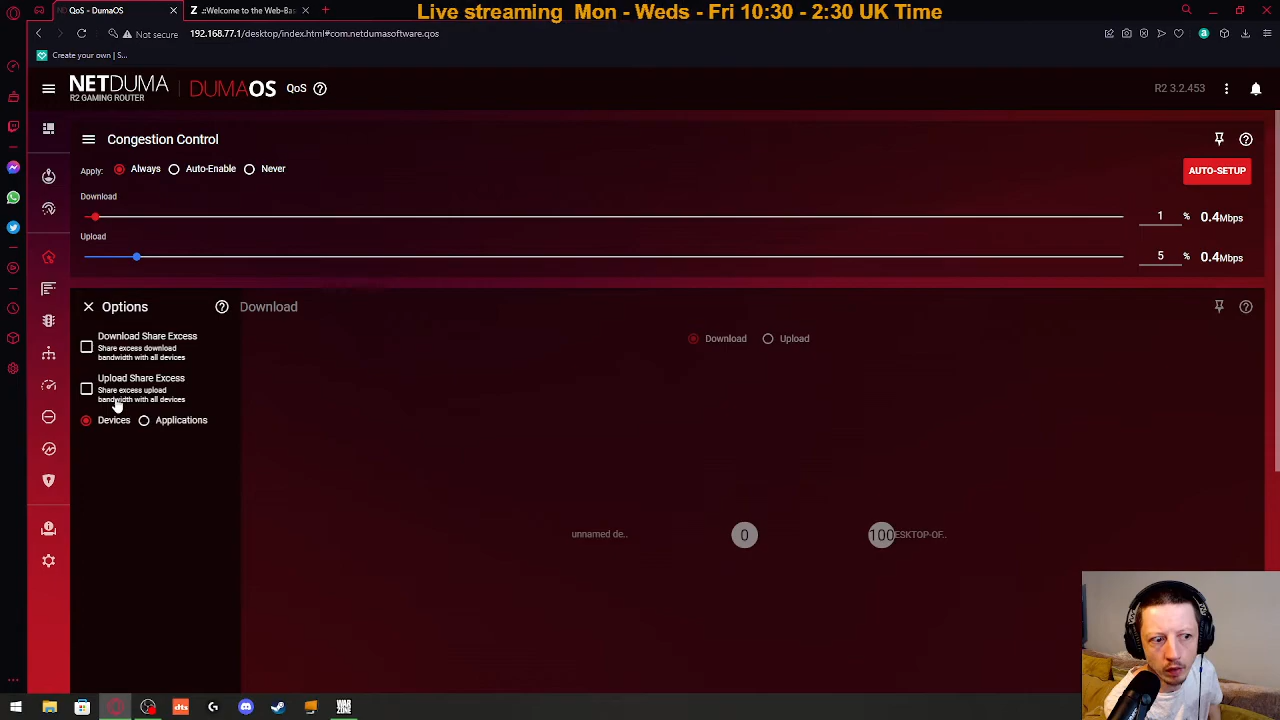 Live streaming Mon - Weds - Fri 10:30 - 2:30 UK Time
QoS - DumaOS
Z .::Welcome to the Web-Bas
Not secure 192.168.77.1/desktop/index.html#com.netdumasoftware.qos
Create your own | S...
NETDUMA
R2 GAMING ROUTER
DUMAOS QoS
R2 3.2.453
Congestion Control
Apply: Always Auto-Enable Never
AUTO-SETUP
Download
1 % 0.4Mbps
Upload
5 % 0.4Mbps
Options Download
Download Share Excess
Share excess download
bandwidth with all devices
Download Upload
Upload Share Excess
Share excess upload
bandwidth with all devices
Devices Applications
unnamed de.. 0 100 ESKTOP-OF..
dts
WAR
ZONE